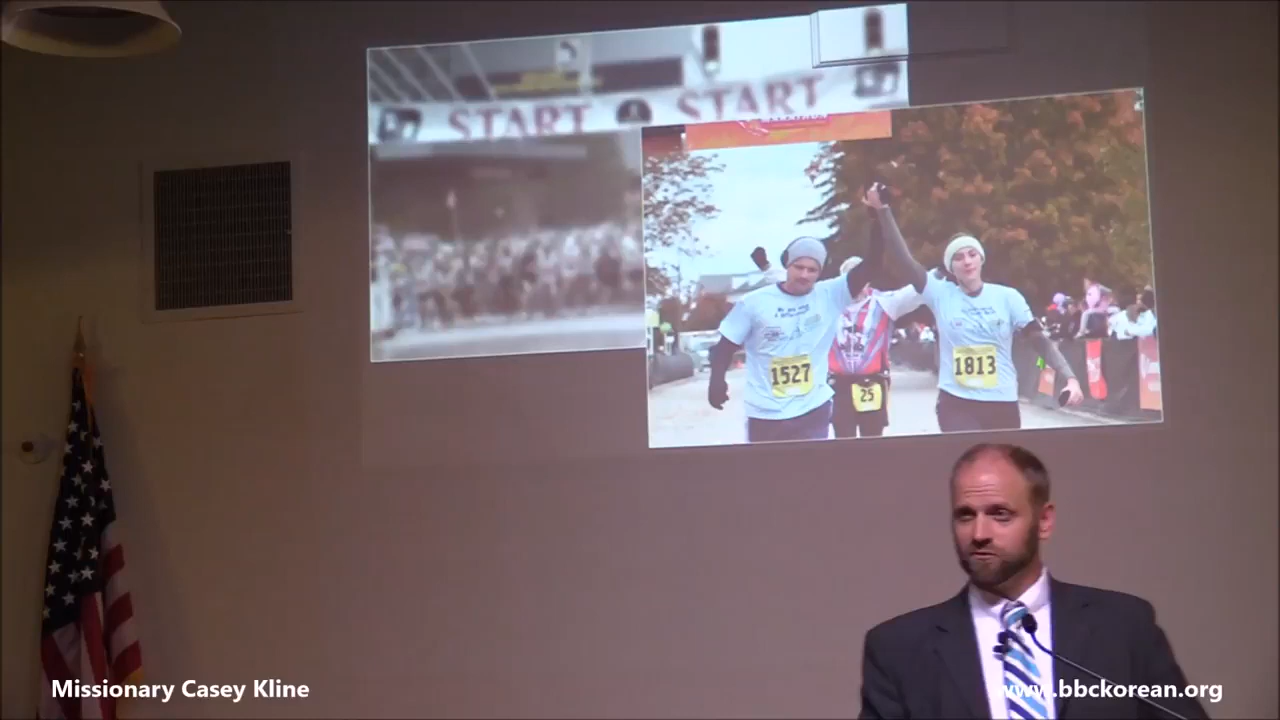 START START
1527
25
1813
Missionary Casey Kline
www.bbckorean.org